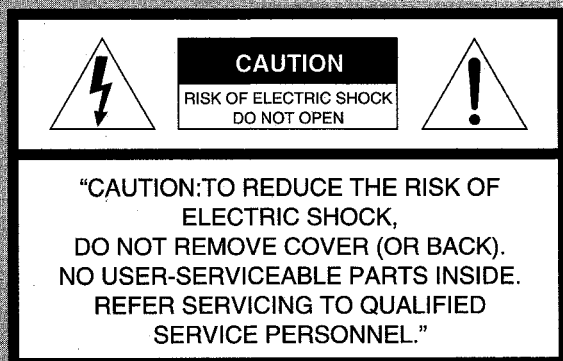 CAUTION
RISK OF ELECTRIC SHOCK
DO NOT OPEN
“CAUTION:TO REDUCE THE RISK OF
ELECTRIC SHOCK,
DO NOT REMOVE COVER (OR BACK).
NO USER-SERVICEABLE PARTS INSIDE.
REFER SERVICING TO QUALIFIED
SERVICE PERSONNEL.”